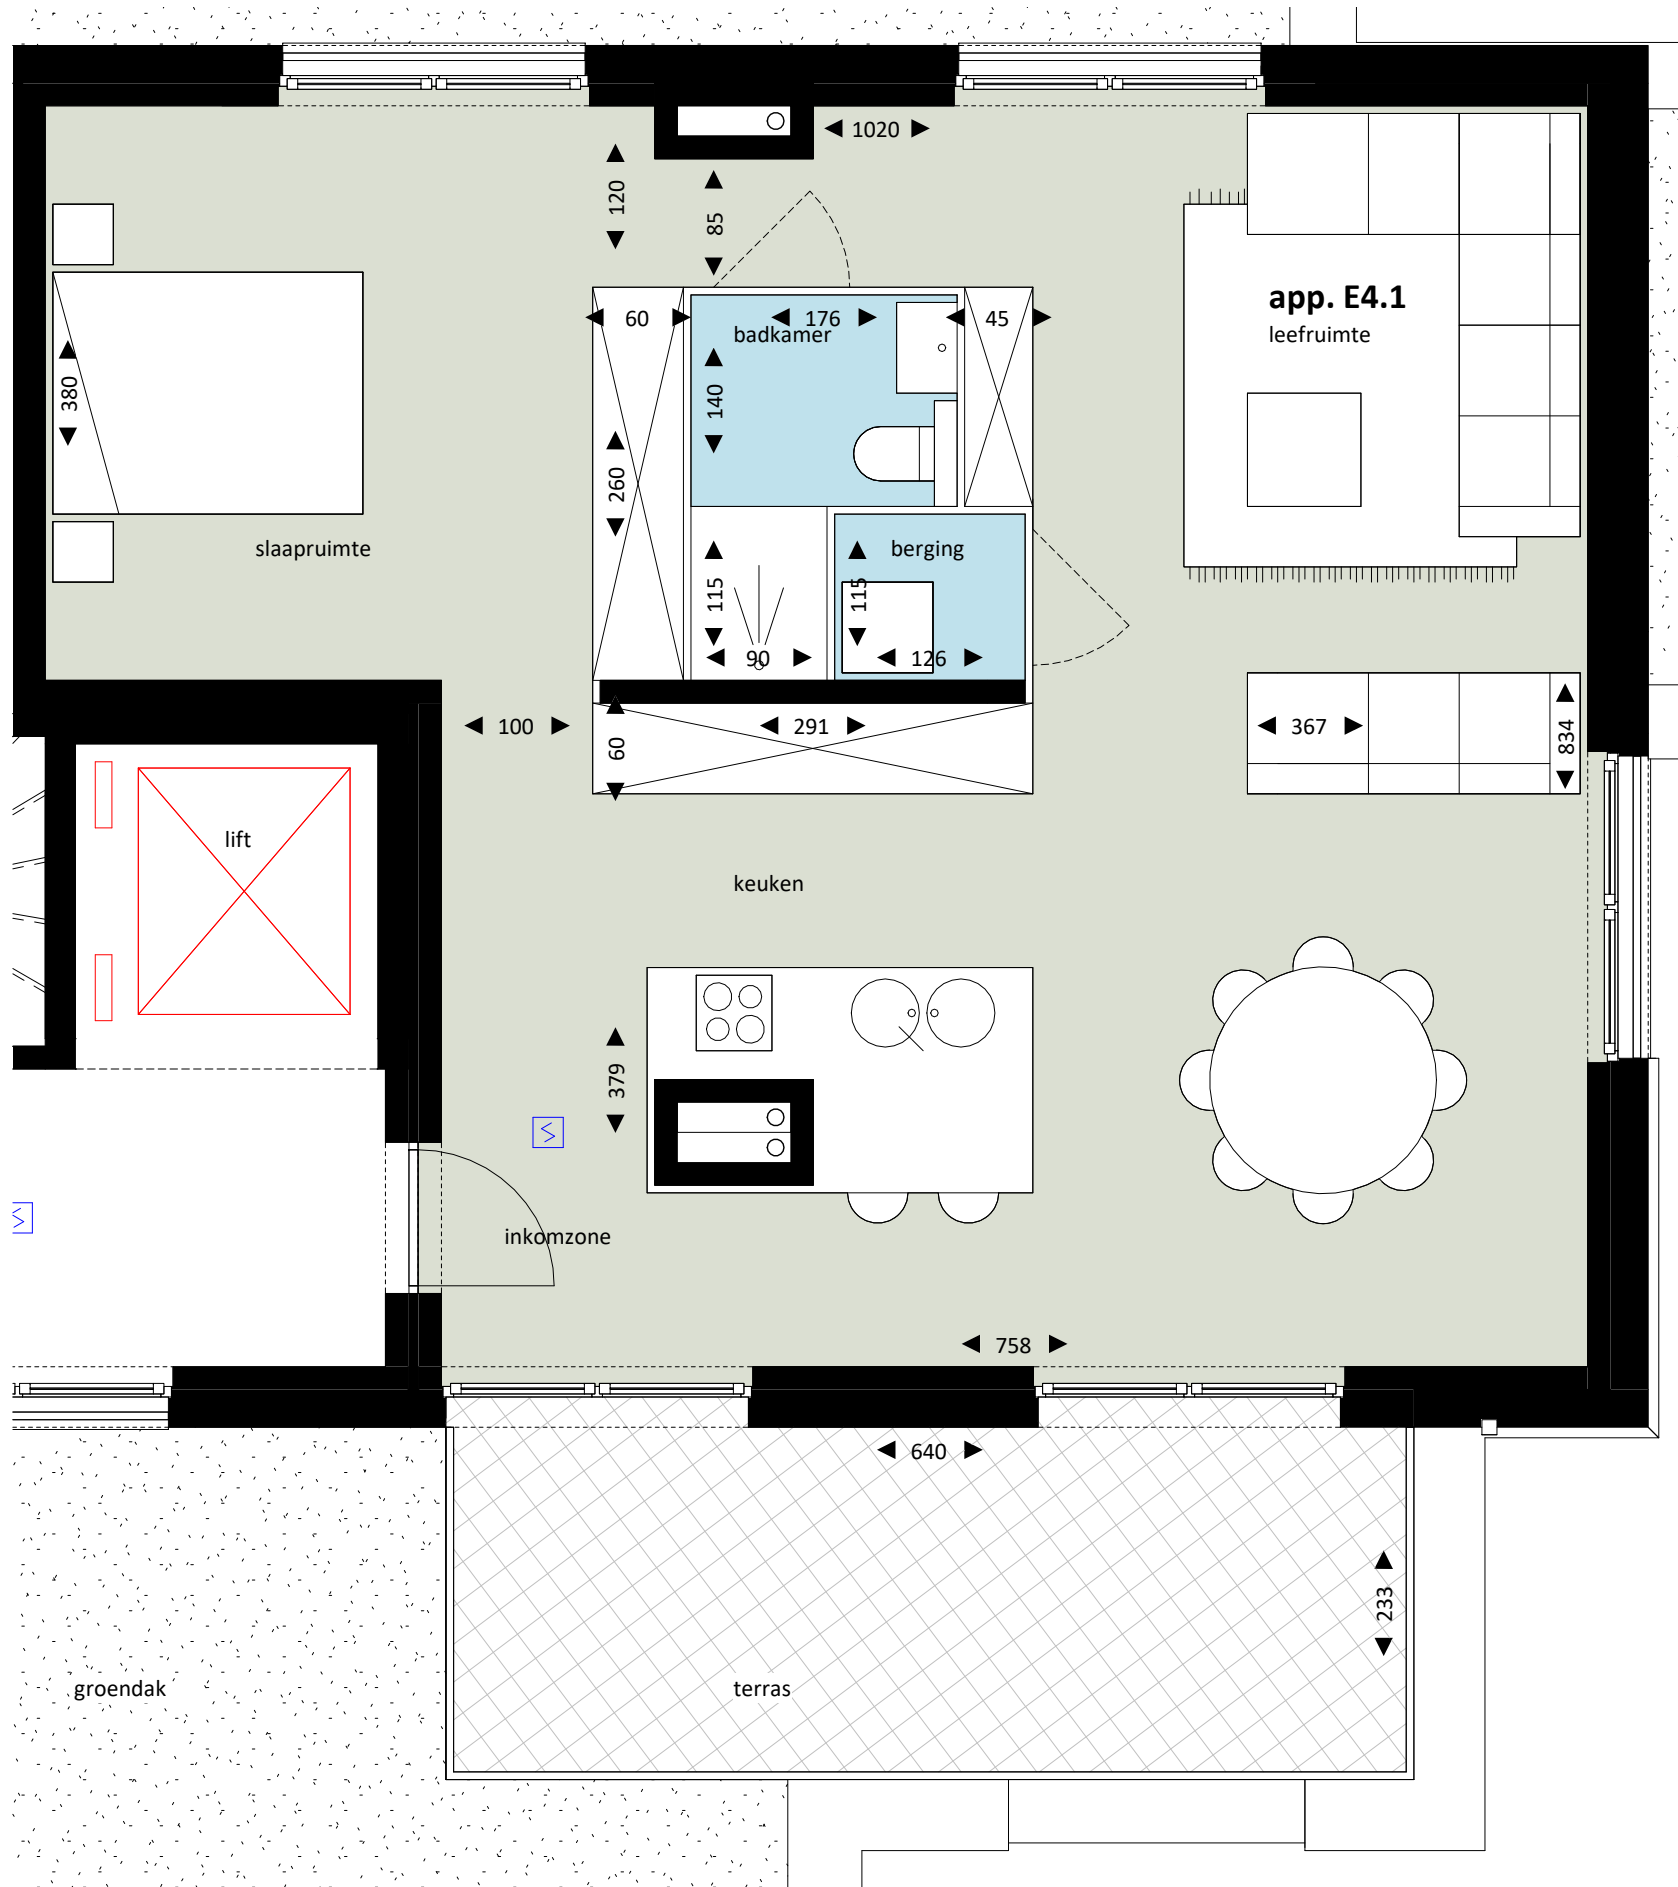 1020
120
85
app. E4.1
60
176
45
badkamer
leefruimte
380
140
260
slaapruimte
berging
115
115
90
126
100
291
367
834
60
lift
keuken
379
inkomzone
758
640
233
groendak
terras